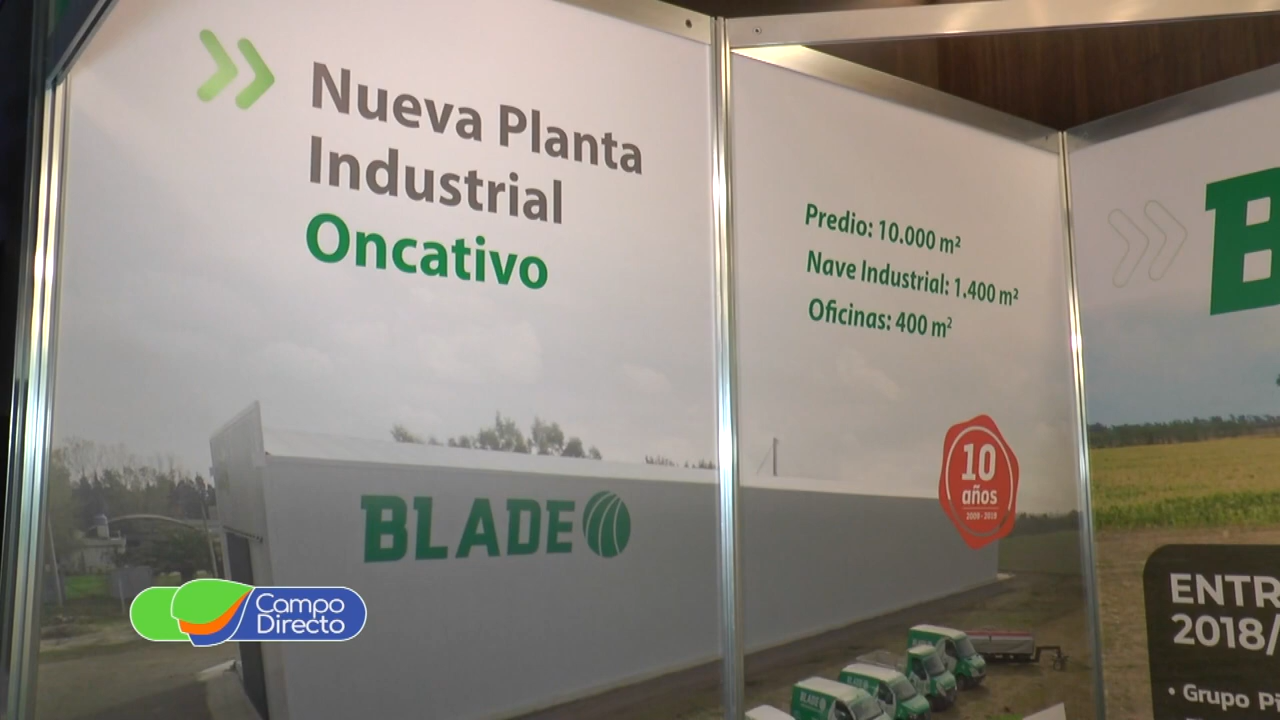 Nueva Planta
Industrial
Oncativo
Predio: 10.000 m²
Nave Industrial: 1.400 m²
Oficinas: 400 m²
BLADE
10
años
2009 - 2019
Campo
Directo
BLADE
ENTR
2018/
• Grupo Pi